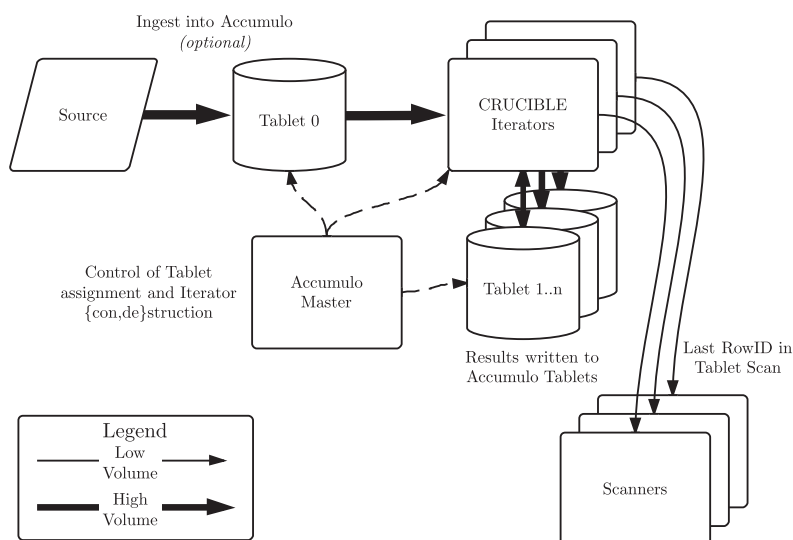 Ingest into Accumulo
(optional)
Source
Tablet 0
CRUCIBLE
Iterators
Control of Tablet
assignment and Iterator
{con,de}struction
Accumulo
Master
Tablet 1..n
Results written to
Accumulo Tablets
Last RowID in
Tablet Scan
Legend
Low
Volume
High
Volume
Scanners